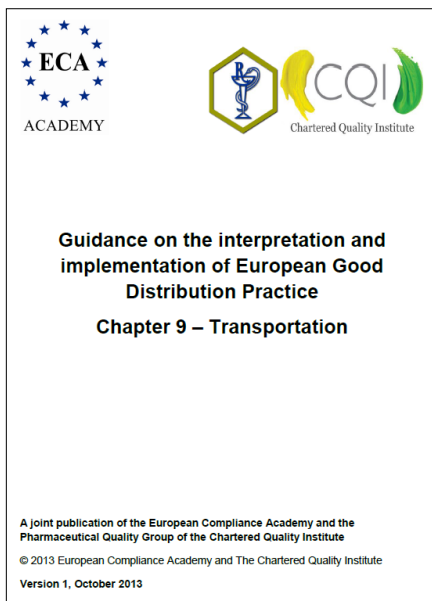 ECA
ACADEMY
R
CQI
Chartered Quality Institute
Guidance on the interpretation and
implementation of European Good
Distribution Practice
Chapter 9 – Transportation
A joint publication of the European Compliance Academy and the
Pharmaceutical Quality Group of the Chartered Quality Institute
© 2013 European Compliance Academy and The Chartered Quality Institute
Version 1, October 2013